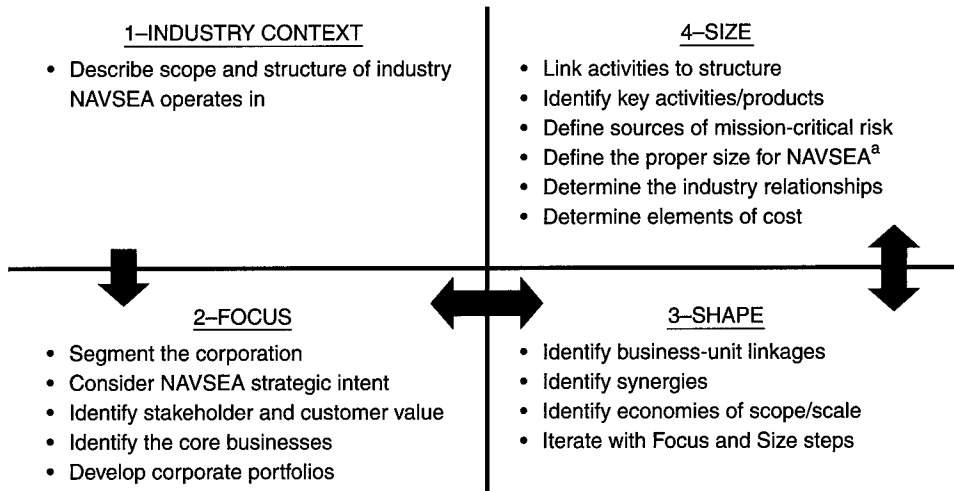 1–INDUSTRY CONTEXT
• Describe scope and structure of industry
NAVSEA operates in
4–SIZE
• Link activities to structure
• Identify key activities/products
• Define sources of mission-critical risk
• Define the proper size for NAVSEAª
• Determine the industry relationships
• Determine elements of cost
2–FOCUS
• Segment the corporation
• Consider NAVSEA strategic intent
• Identify stakeholder and customer value
• Identify the core businesses
• Develop corporate portfolios
3–SHAPE
• Identify business-unit linkages
• Identify synergies
• Identify economies of scope/scale
• Iterate with Focus and Size steps